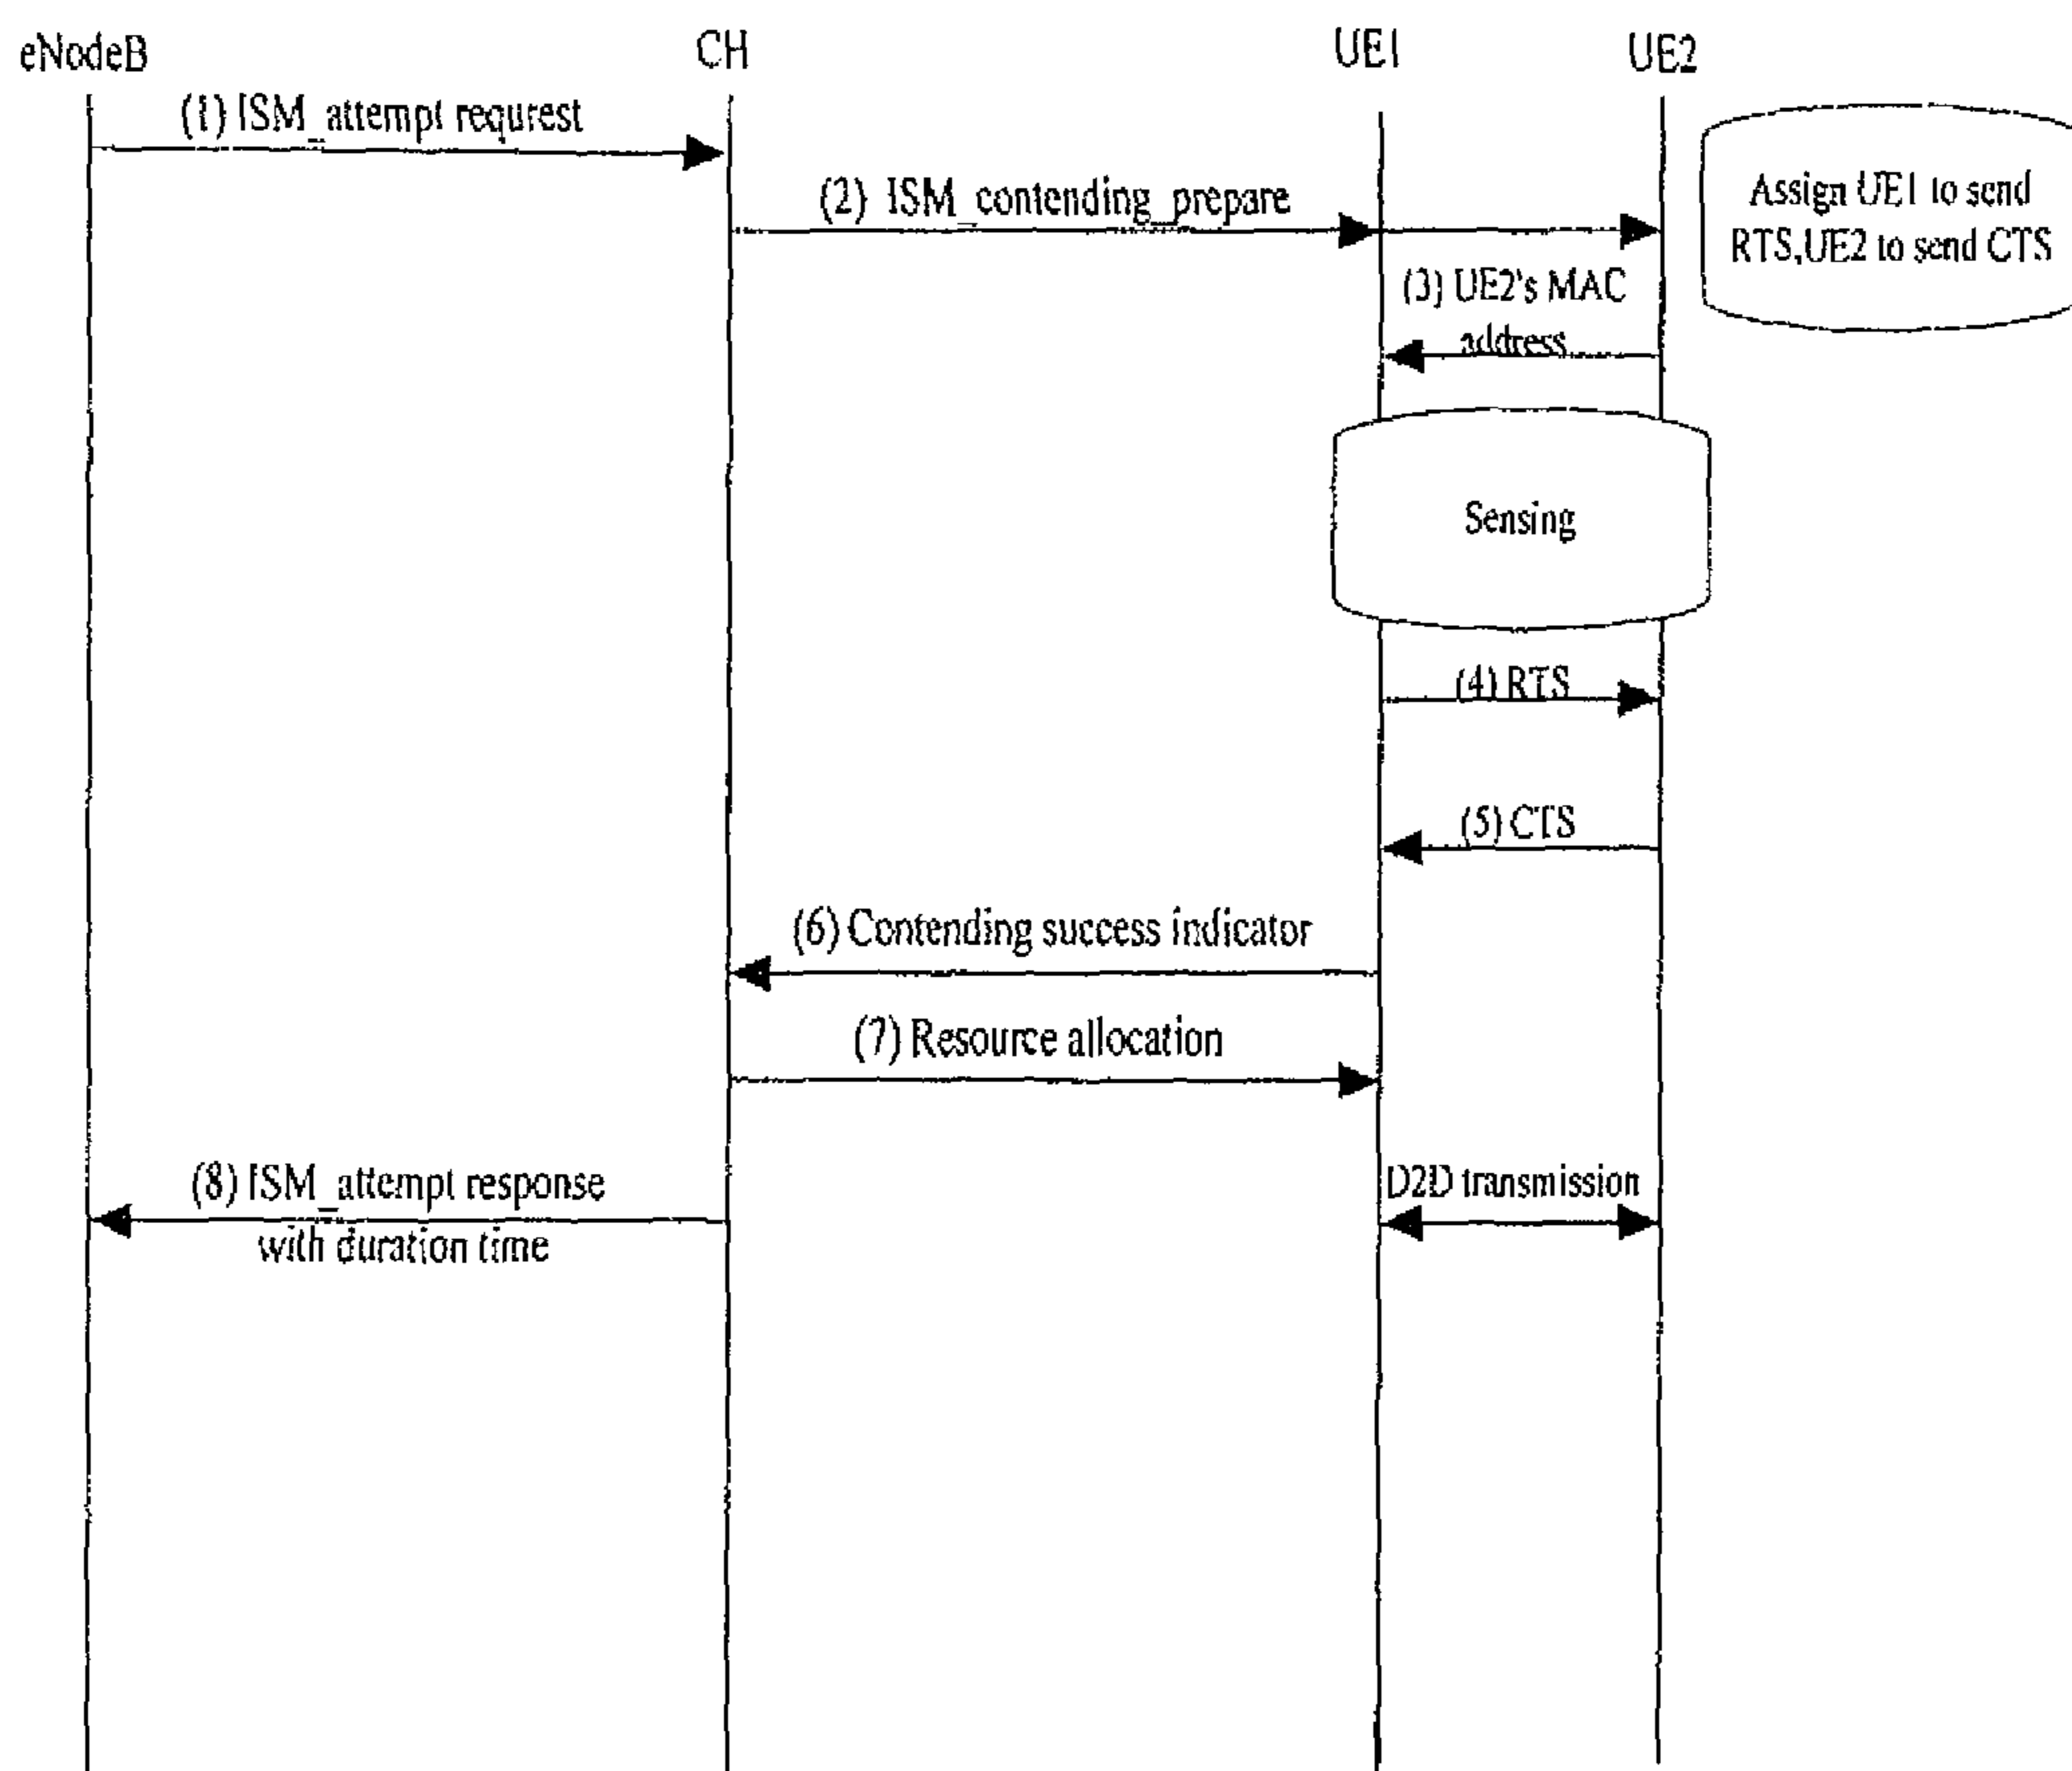 eNodeB
CH
UE1
UE2
(1) ISM_attempt requrest
(2) ISM_contending_prepare
Assign UE1 to send
RTS,UE2 to send CTS
(3) UE2's MAC
address
Sensing
(4) RTS
(5) CTS
(6) Contending success indicator
(7) Resource allocation
(8) ISM_attempt response
with duration time
D2D transmission